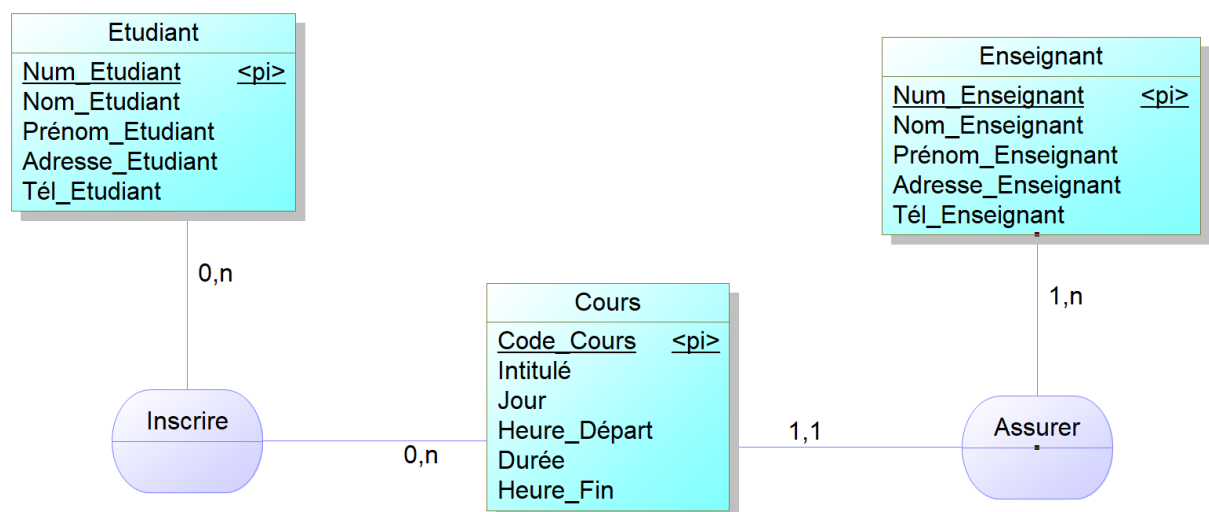 Etudiant
Num_Etudiant <pi>
Nom_Etudiant
Prénom_Etudiant
Adresse_Etudiant
Tél_Etudiant
Enseignant
Num_Enseignant <pi>
Nom_Enseignant
Prénom_Enseignant
Adresse_Enseignant
Tél_Enseignant
0,n
1,n
Cours
Code_Cours <pi>
Intitulé
Jour
Heure_Départ
Durée
Heure_Fin
Inscrire
0,n
1,1
Assurer